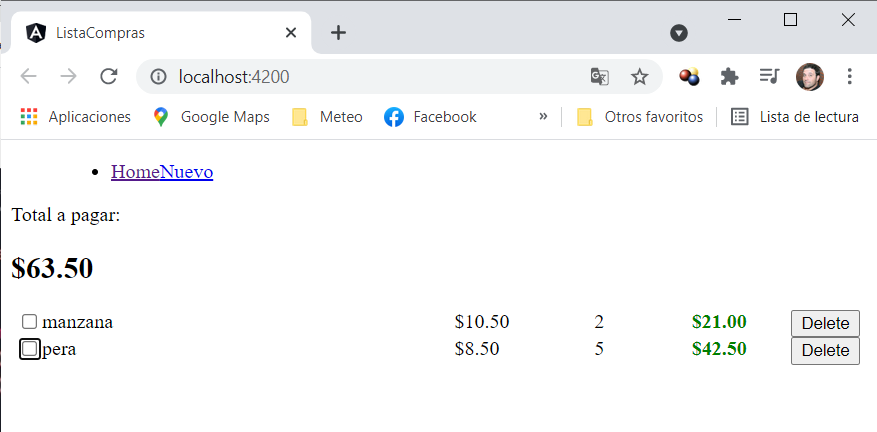 ListaCompras
localhost:4200
Aplicaciones Google Maps Meteo Facebook » Otros favoritos Lista de lectura
HomeNuevo
Total a pagar:
$63.50
manzana $10.50 2 $21.00 Delete
pera $8.50 5 $42.50 Delete